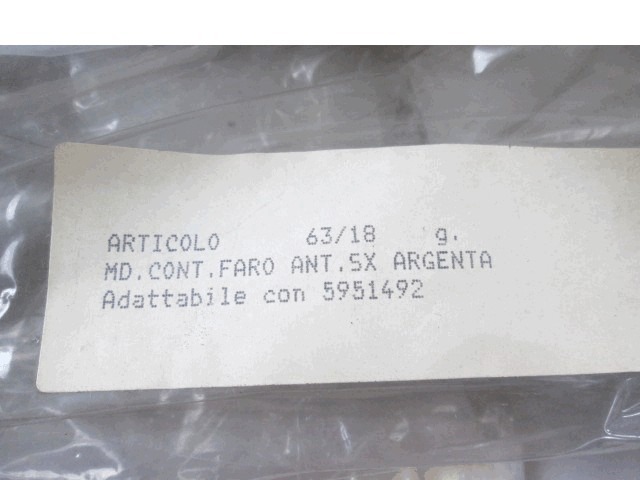 ARTICOLO 63/18 g.
MD.CONT.FARO ANT.SX ARGENTA
Adattabile con 5951492